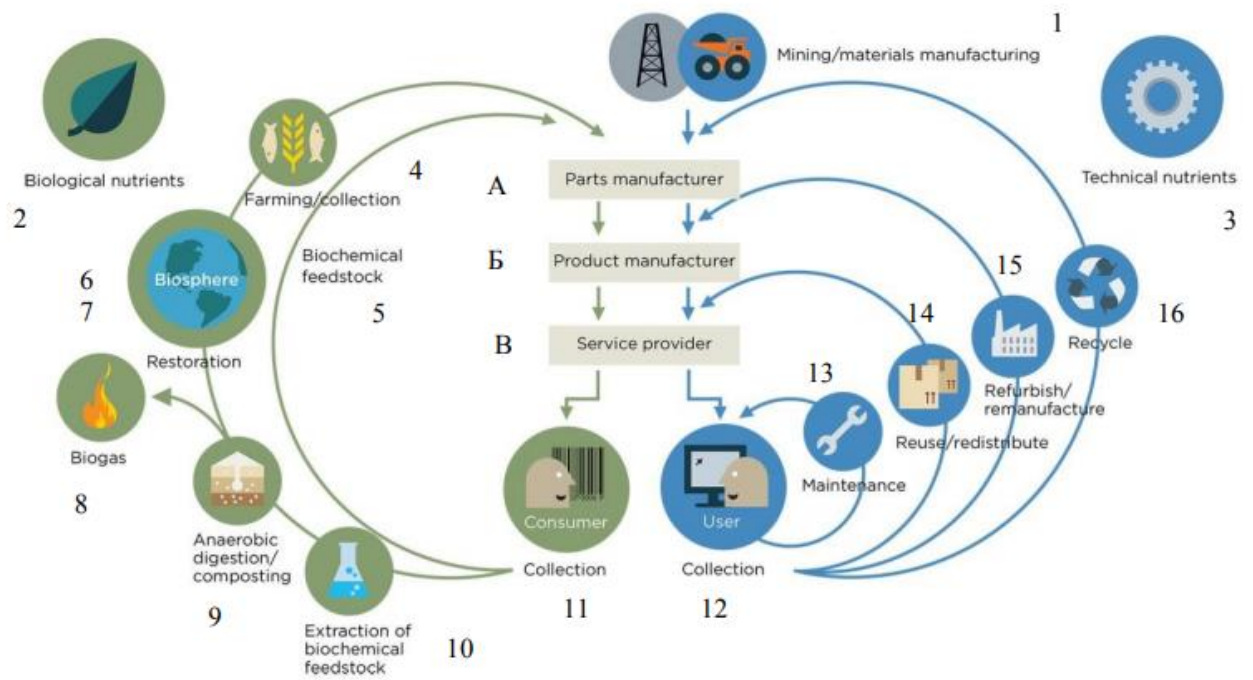 1
Mining/materials manufacturing
Biological nutrients
2
Technical nutrients
3
Farming/collection
4
А
Parts manufacturer
Biochemical
feedstock
5
Б
Product manufacturer
6
7
Biosphere
Restoration
В
Service provider
15
Recycle
16
14
Refurbish/
remanufacture
13
Reuse/redistribute
Biogas
8
Maintenance
Consumer
User
Anaerobic
digestion/
composting
9
Collection
11
Collection
12
Extraction of
biochemical
feedstock
10